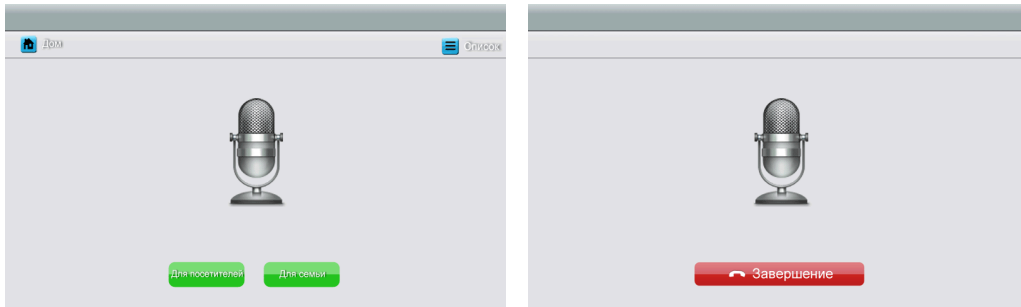 Дом
Список
Для посетителей
Для семьи
Завершение